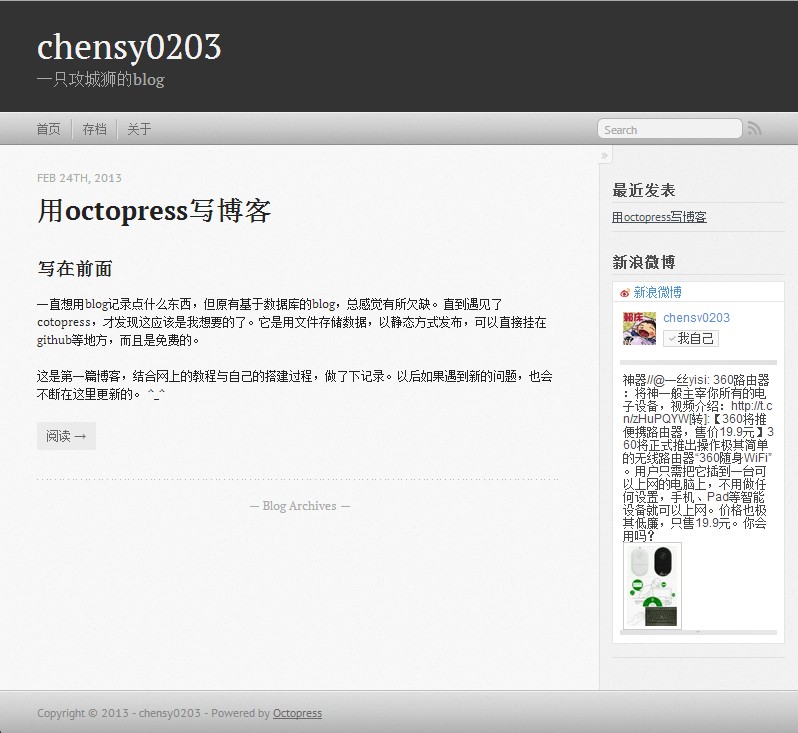 chensy0203
一只攻城狮的blog
首页
存档
关于
Search
»
FEB 24TH, 2013
用octopress写博客
写在前面
一直想用blog记录点什么东西，但原有基于数据库的blog，总感觉有所欠缺。直到遇见了
cotopress，才发现这应该是我想要的了。它是用文件存储数据，以静态方式发布，可以直接挂在
github等地方，而且是免费的。
这是第一篇博客，结合网上的教程与自己的搭建过程，做了下记录。以后如果遇到新的问题，也会
不断在这里更新的。 ^_^
阅读 →
— Blog Archives —
最近发表
用octopress写博客
新浪微博
新浪微博
chensy0203
✓我自己
神器//@一丝yisi: 360路由器
：将神一般主宰你所有的电
子设备，视频介绍：http://t.c
n/zHuPQYW[转]:【360将推
便携路由器，售价19.9元】3
60将正式推出操作极其简单
的无线路由器“360随身WiFi”
。用户只需把它插到一台可
以上网的电脑上，不用做任
何设置，手机、Pad等智能
设备就可以上网。价格也极
其低廉，只售19.9元。你会
用吗？
Copyright © 2013 - chensy0203 - Powered by Octopress